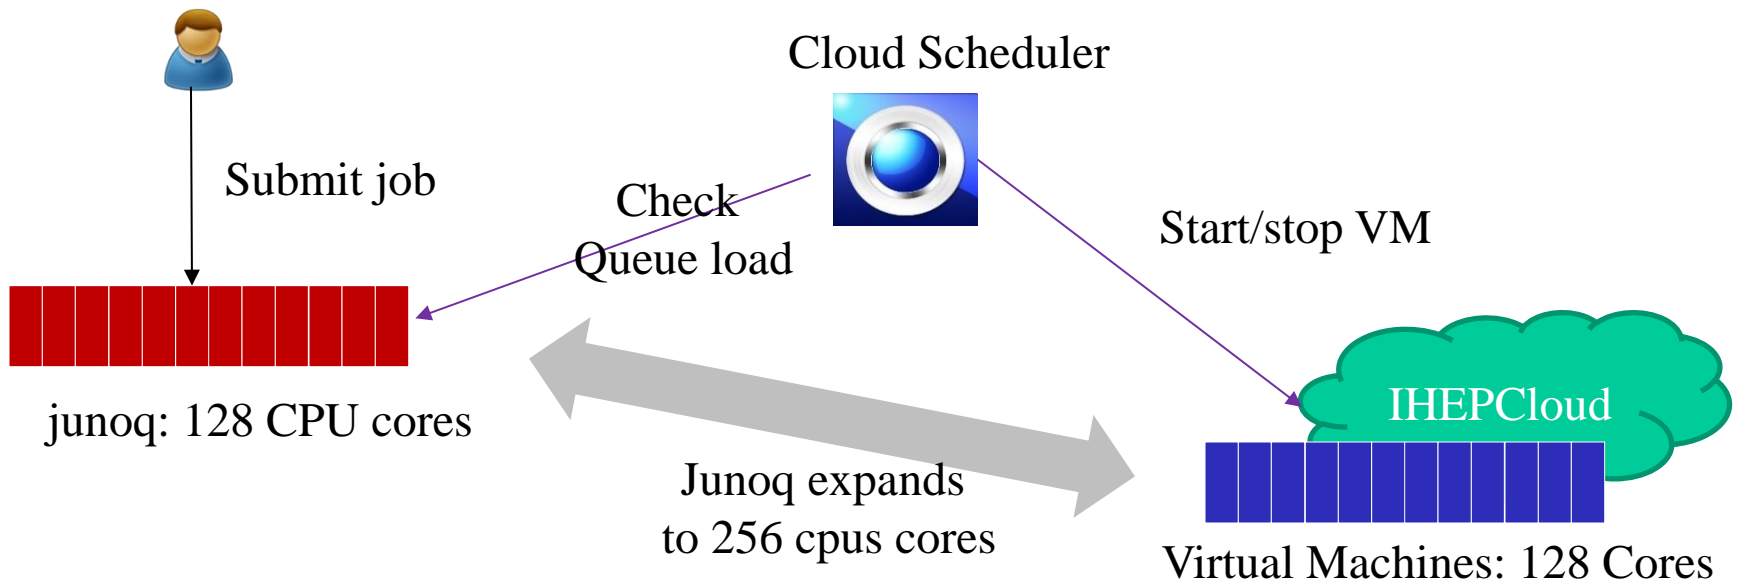 Cloud Scheduler
Submit job
Check
Queue load
Start/stop VM
IHEPCloud
junoq: 128 CPU cores
Junoq expands
to 256 cpus cores
Virtual Machines: 128 Cores